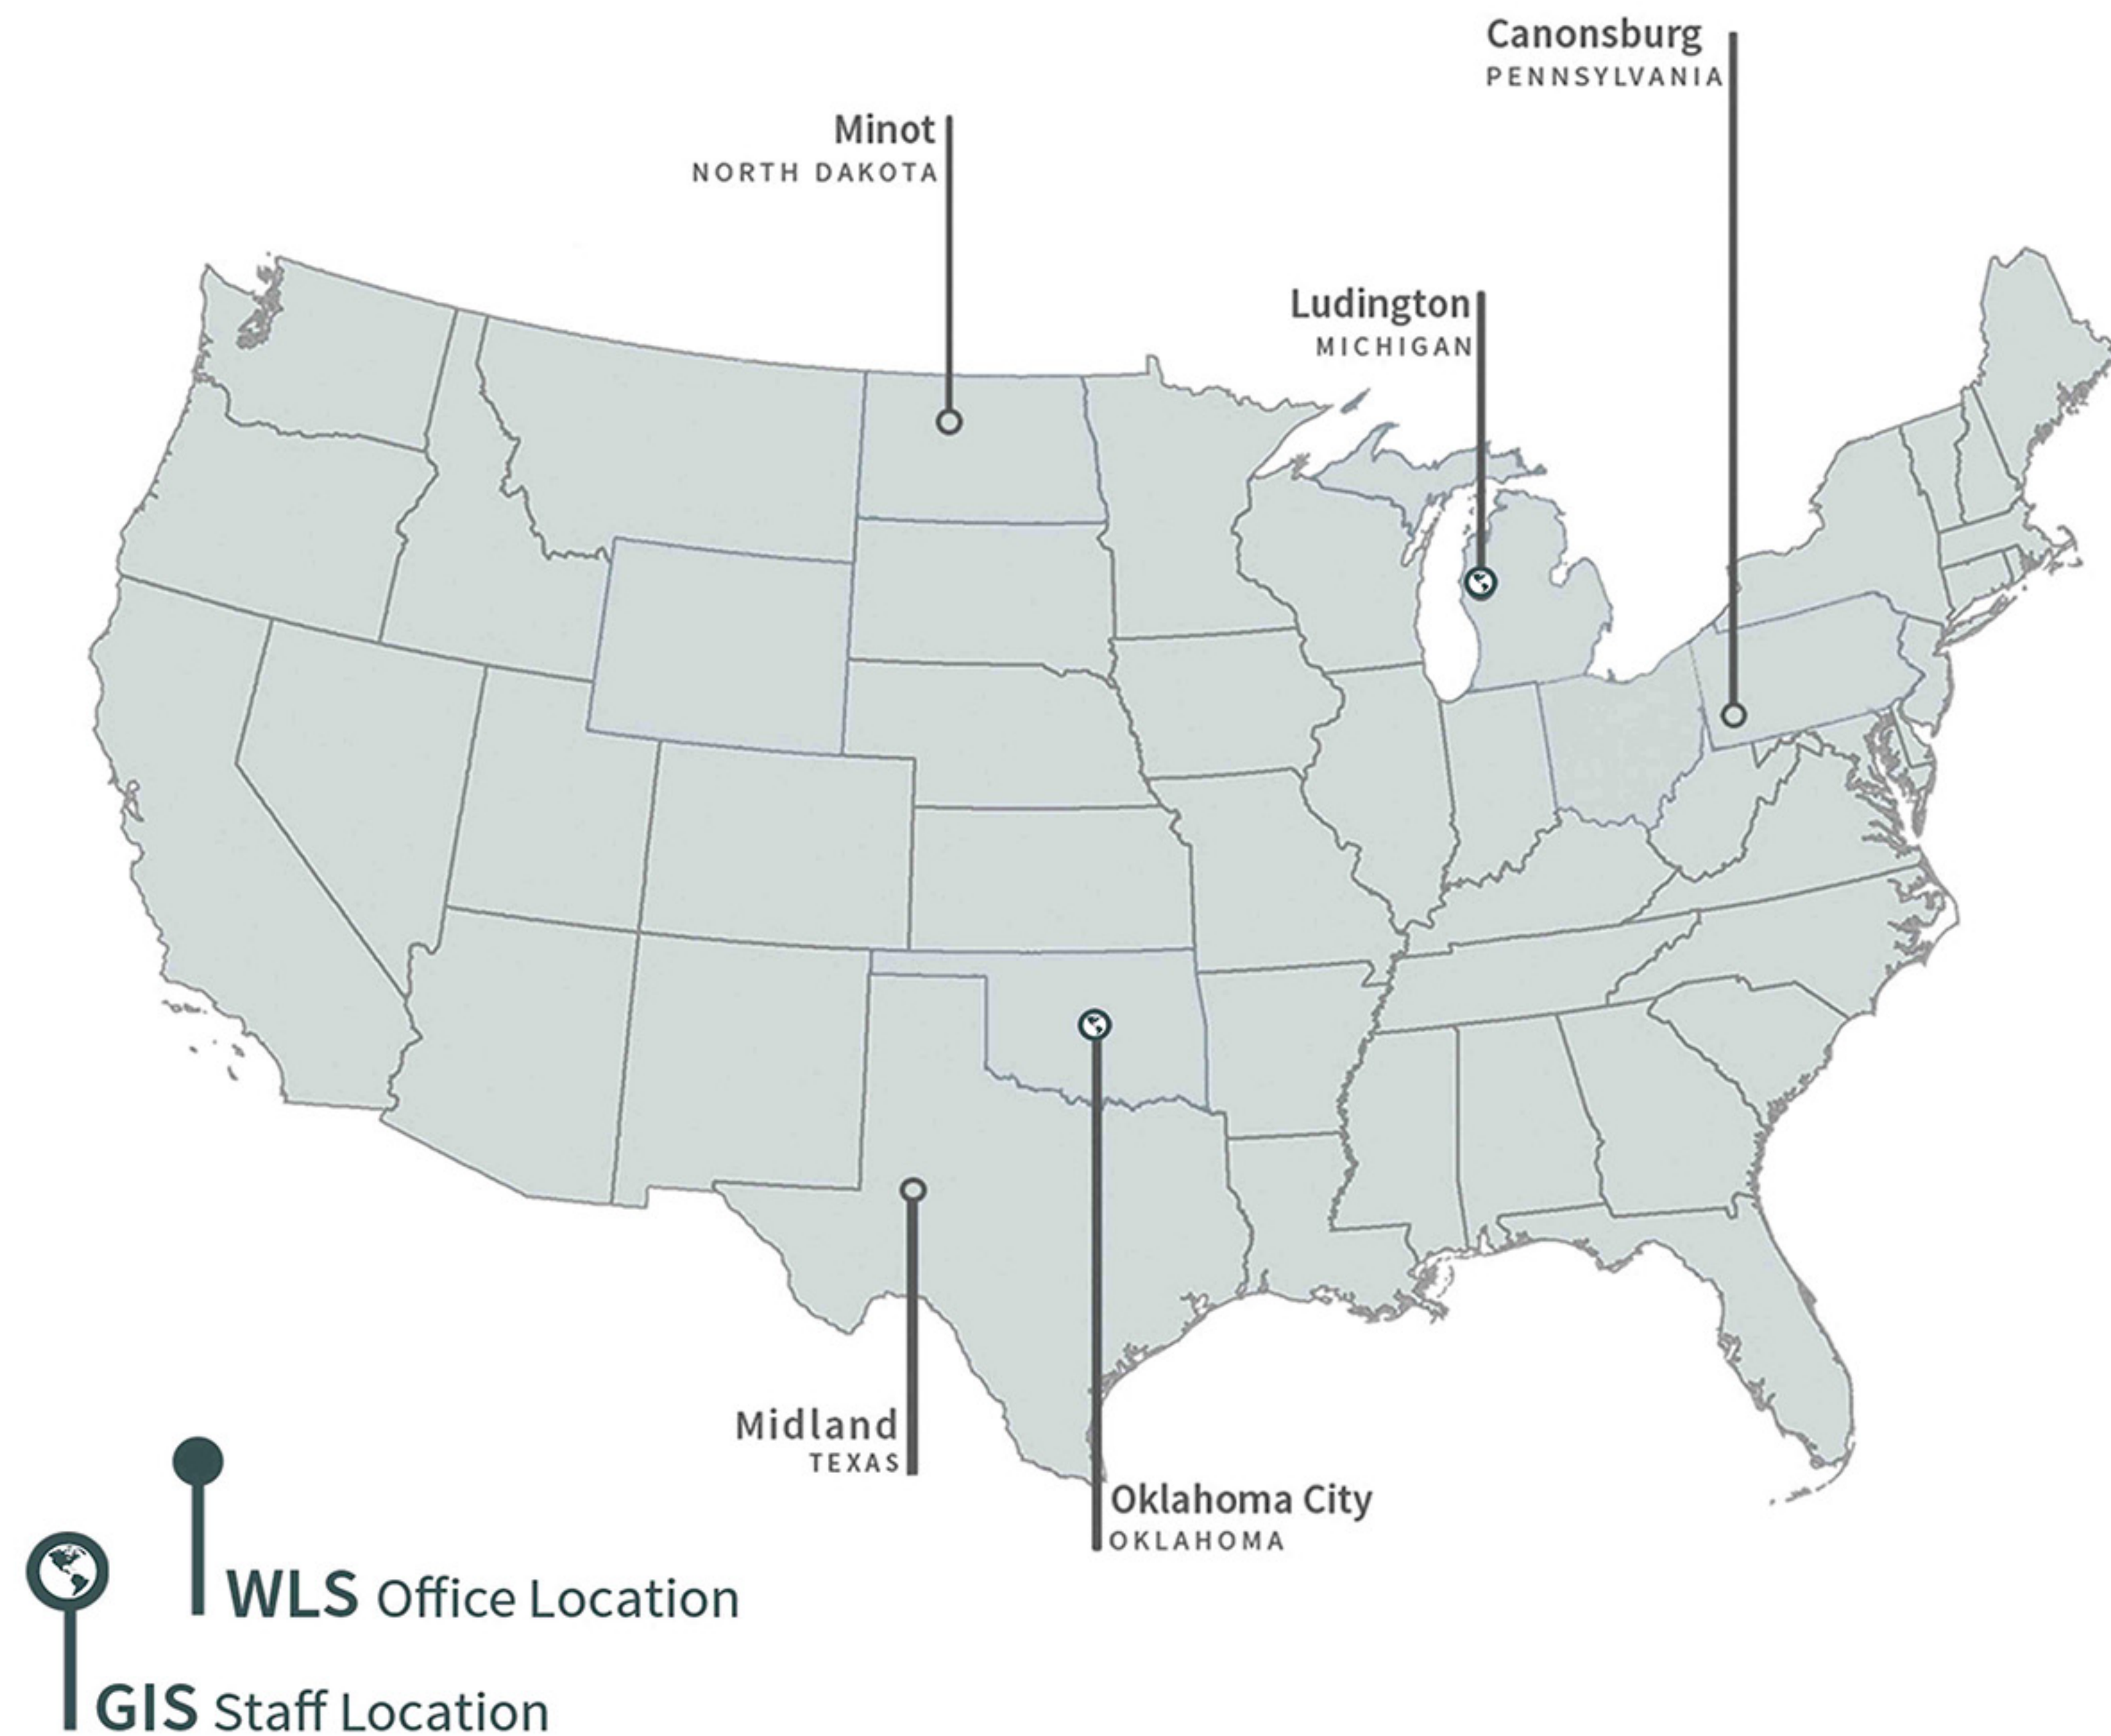 Canonsburg
PENNSYLVANIA
Minot
NORTH DAKOTA
Ludington
MICHIGAN
Midland
TEXAS
Oklahoma City
OKLAHOMA
WLS Office Location
GIS Staff Location